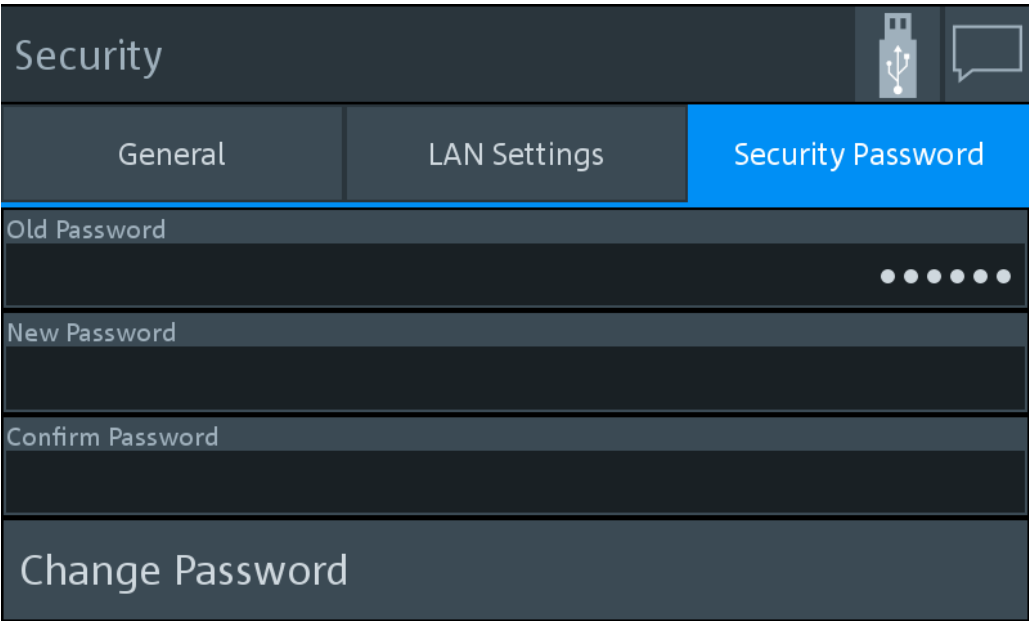 Security
General LAN Settings Security Password
Old Password
●●●●●●
New Password
Confirm Password
Change Password